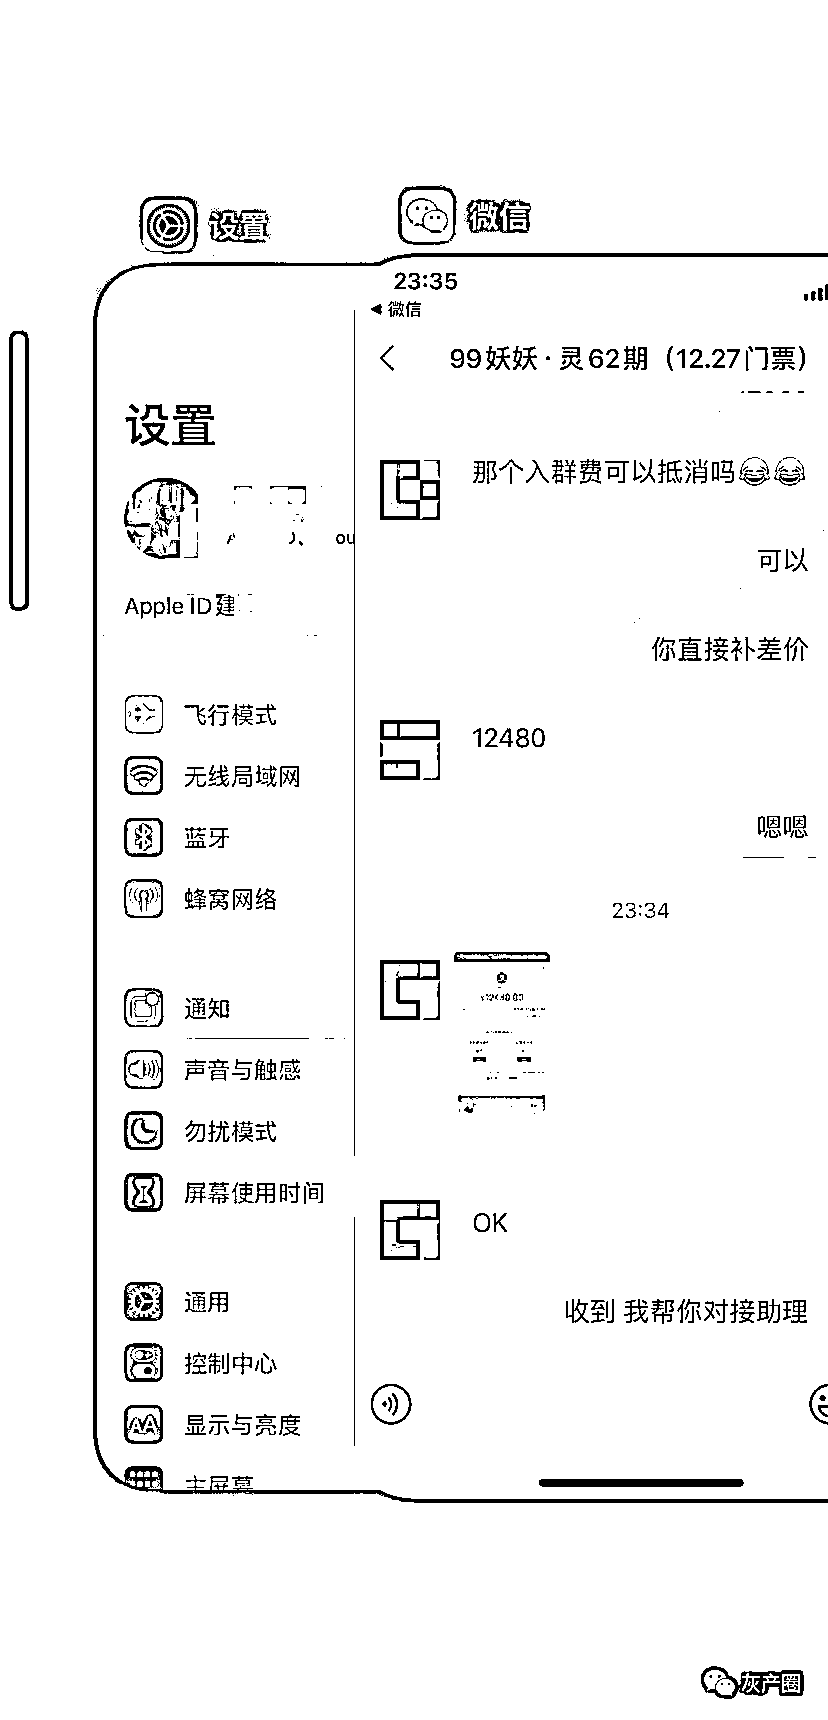 设置
微信
设置
Apple ID建
飞行模式
无线局域网
蓝牙
蜂窝网络
通知
声音与触感
勿扰模式
屏幕使用时间
通用
控制中心
显示与亮度
主屏幕
23:35
◀ 微信
99妖妖·灵62期（12.27门票）
那个入群费可以抵消吗😂😂
可以
你直接补差价
12480
嗯嗯
23:34
OK
收到 我帮你对接助理
灰产圈